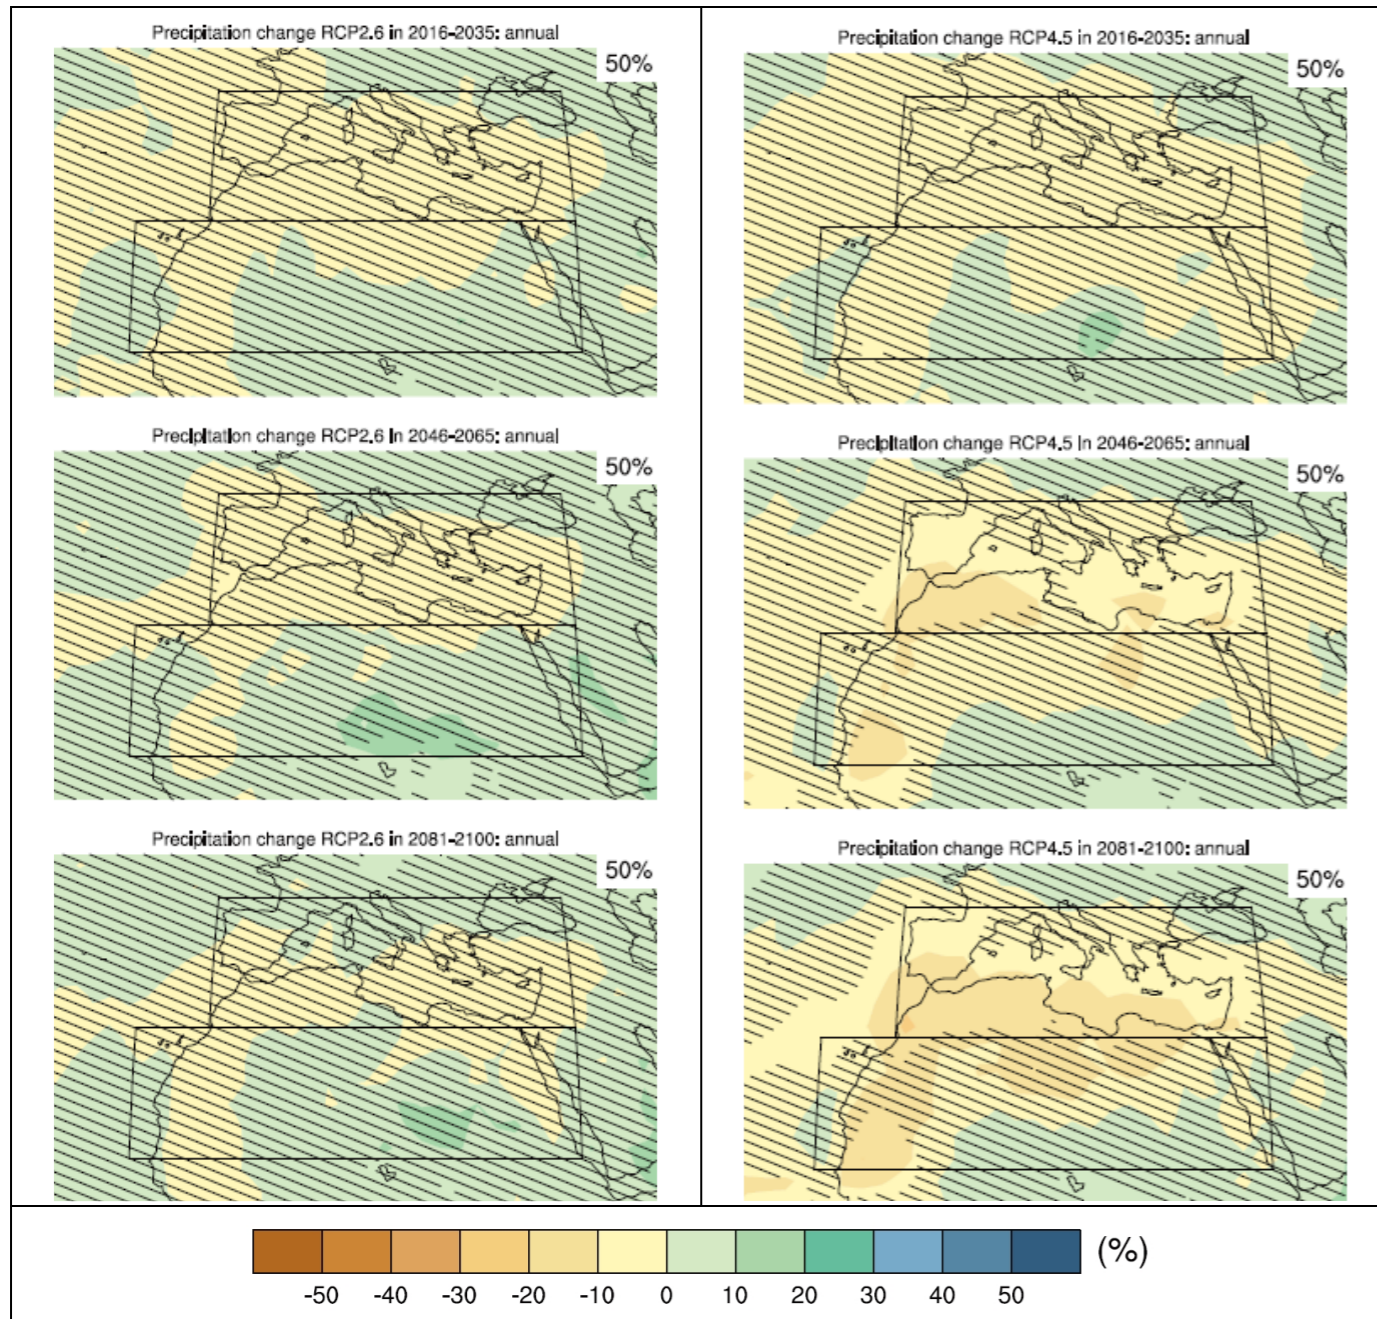 Precipitation change RCP2.6 in 2016-2035: annual
50%
Precipitation change RCP4.5 in 2016-2035: annual
50%
Precipitation change RCP2.6 in 2046-2065: annual
50%
Precipitation change RCP4.5 in 2046-2065: annual
50%
Precipitation change RCP2.6 in 2081-2100: annual
50%
Precipitation change RCP4.5 in 2081-2100: annual
50%
(%)
-50 -40 -30 -20 -10 0 10 20 30 40 50